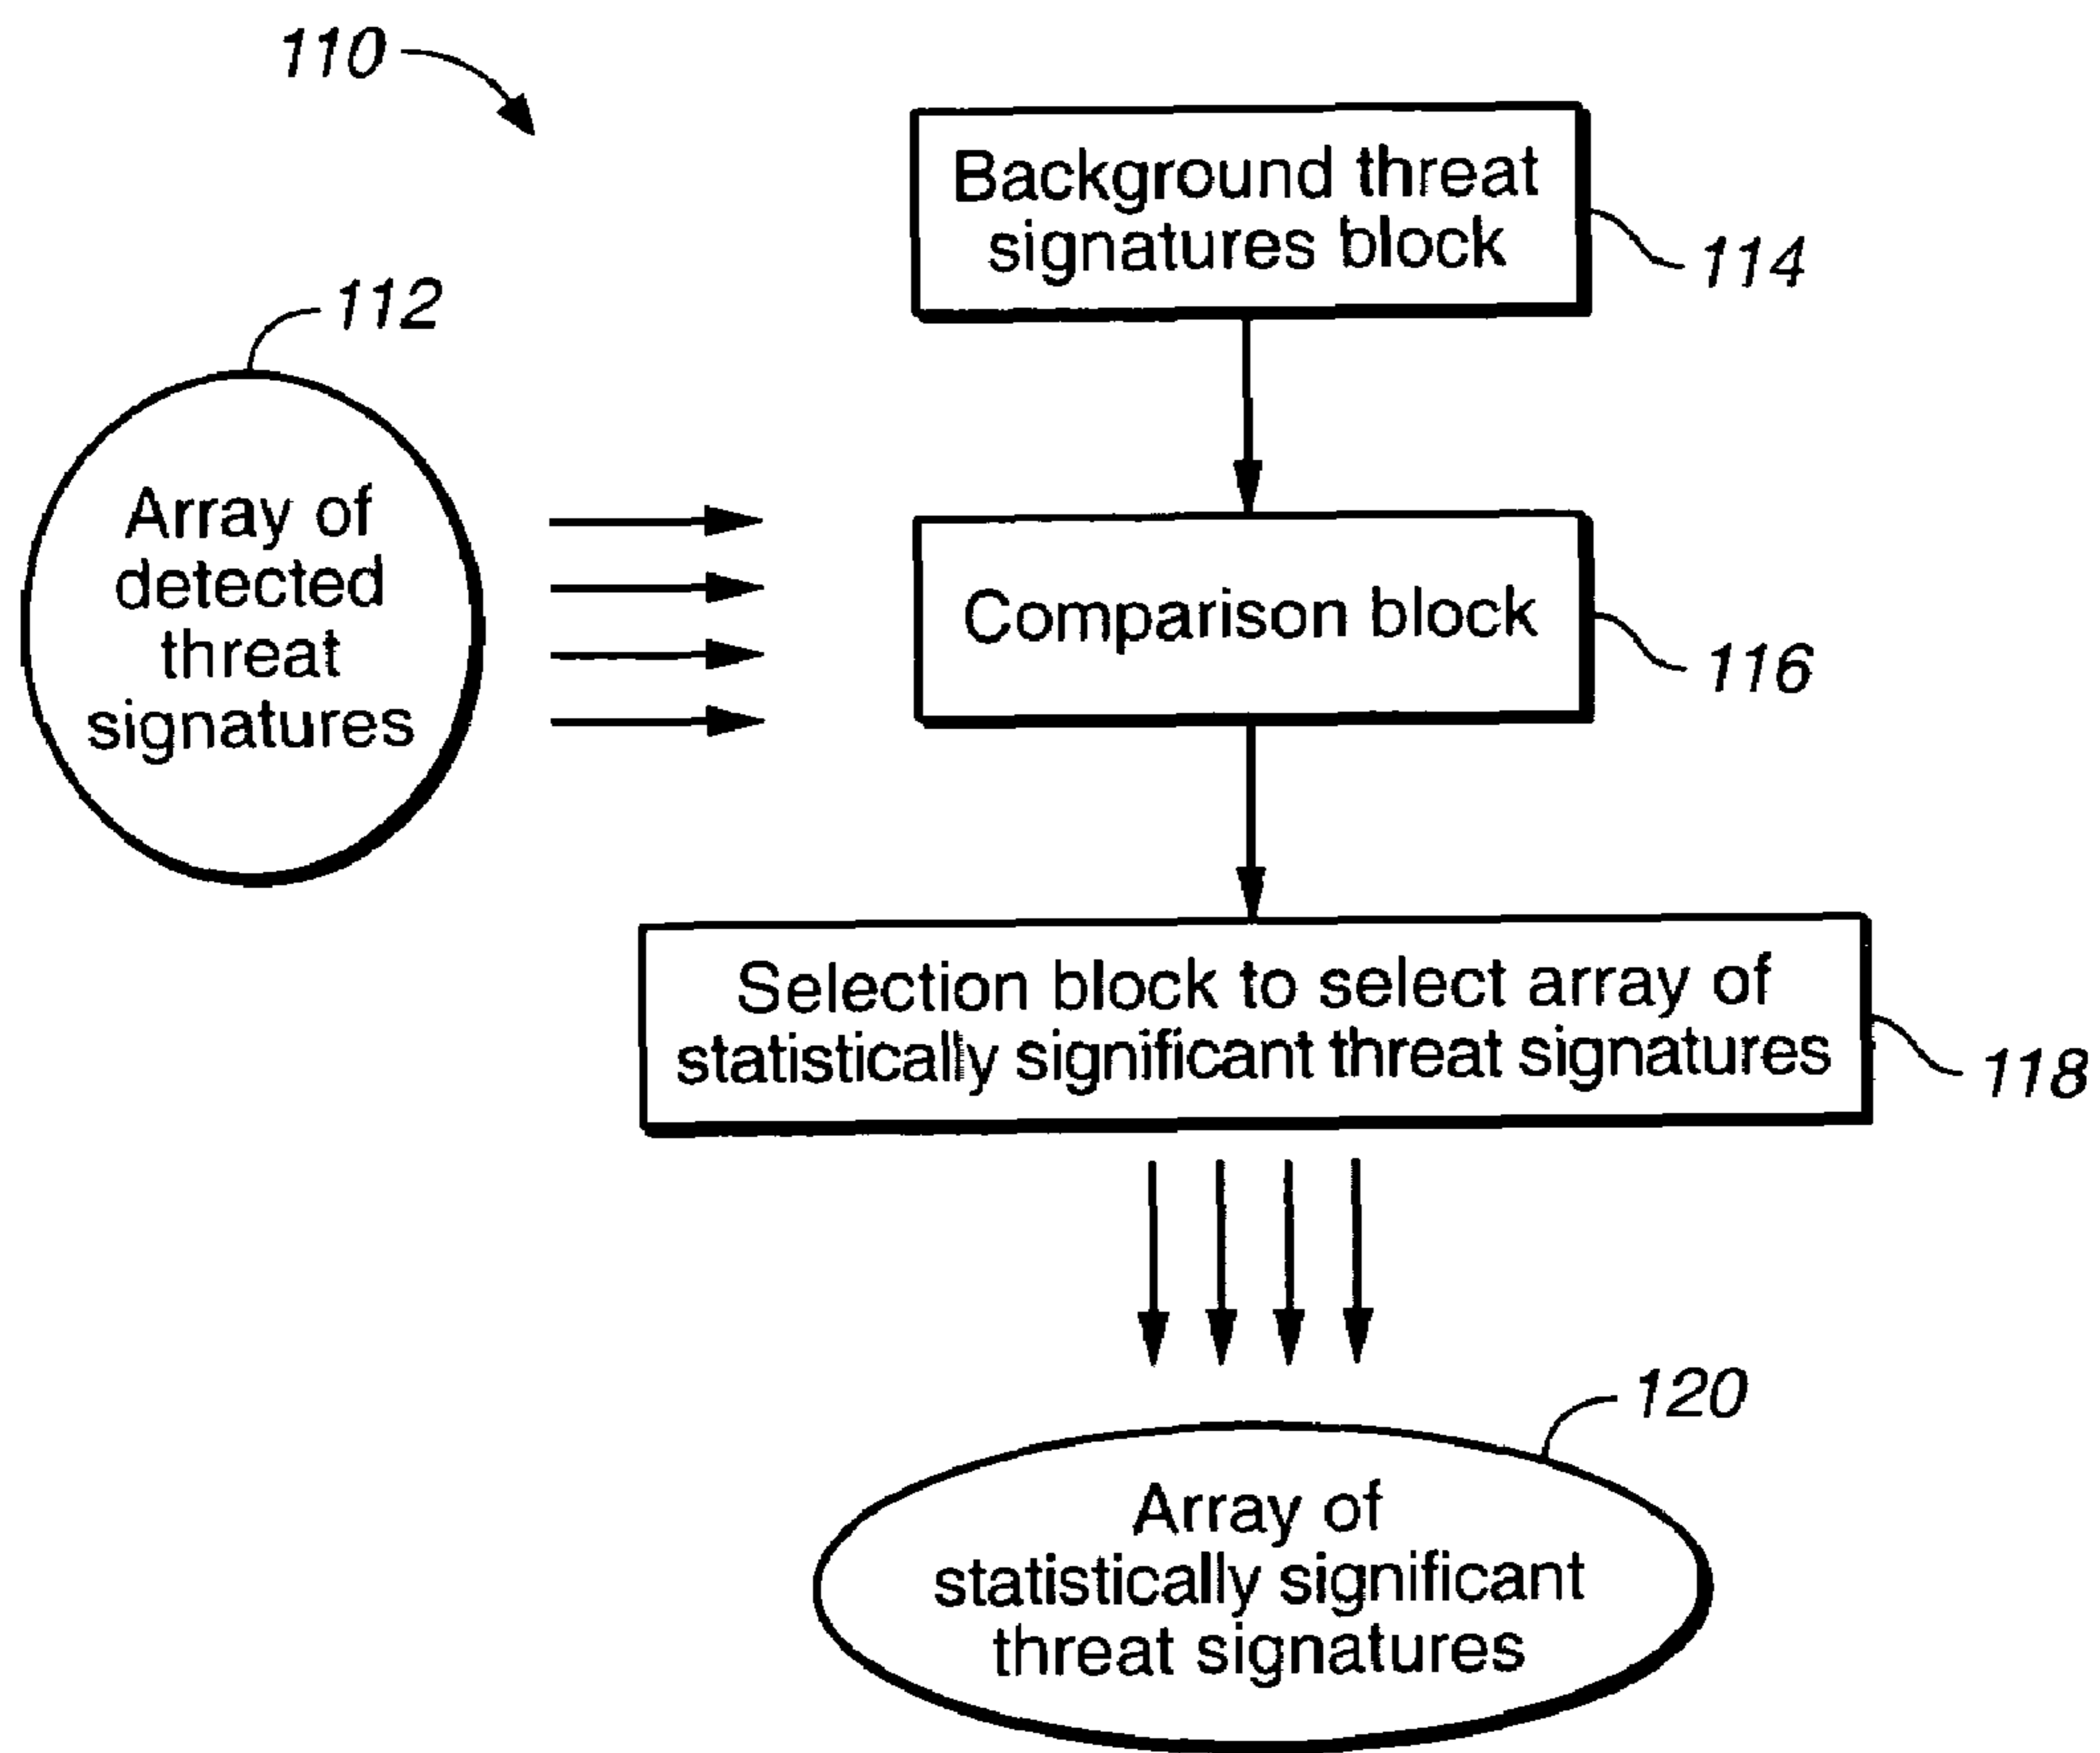 110
Background threat
signatures block
114
112
Array of
detected
threat
signatures
Comparison block
116
Selection block to select array of
statistically significant threat signatures
118
120
Array of
statistically significant
threat signatures